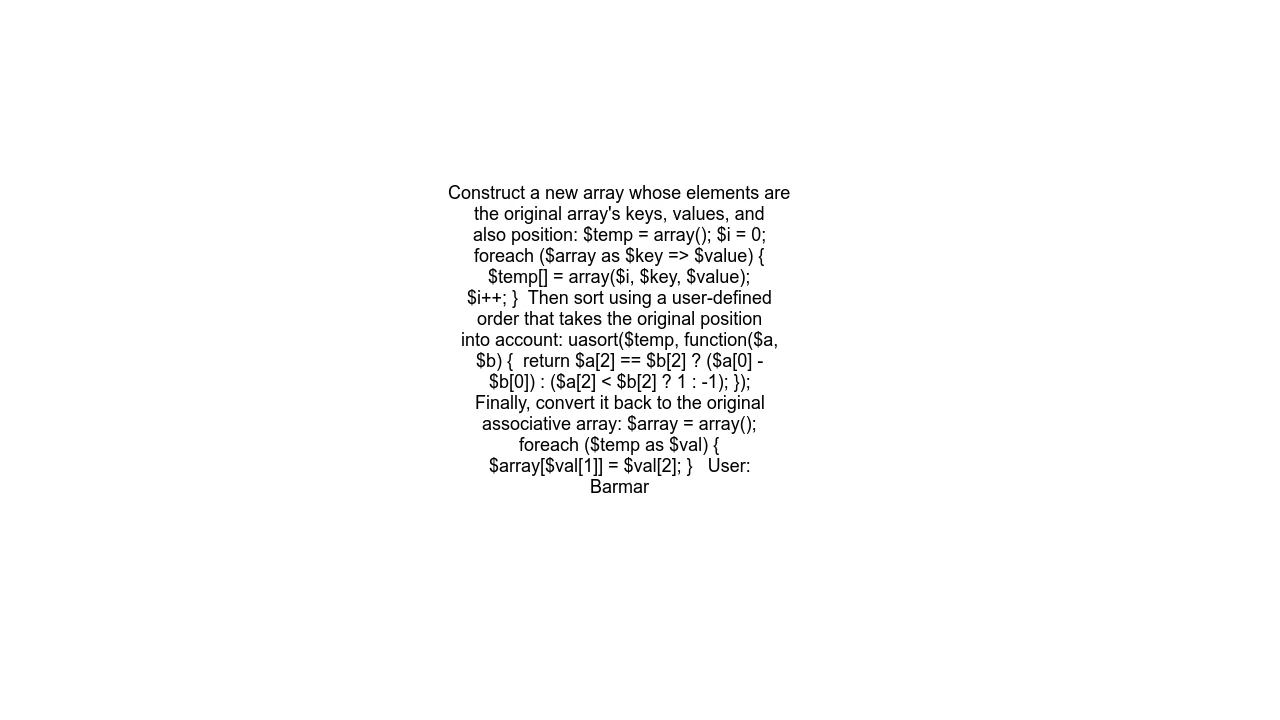 Construct a new array whose elements are
the original array's keys, values, and
also position: $temp = array(); $i = 0;
foreach ($array as $key => $value) {
$temp[] = array($i, $key, $value);
$i++; }  Then sort using a user-defined
order that takes the original position
into account: uasort($temp, function($a,
$b) {  return $a[2] == $b[2] ? ($a[0] -
$b[0]) : ($a[2] < $b[2] ? 1 : -1); });
Finally, convert it back to the original
associative array: $array = array();
foreach ($temp as $val) {
$array[$val[1]] = $val[2]; }   User:
Barmar